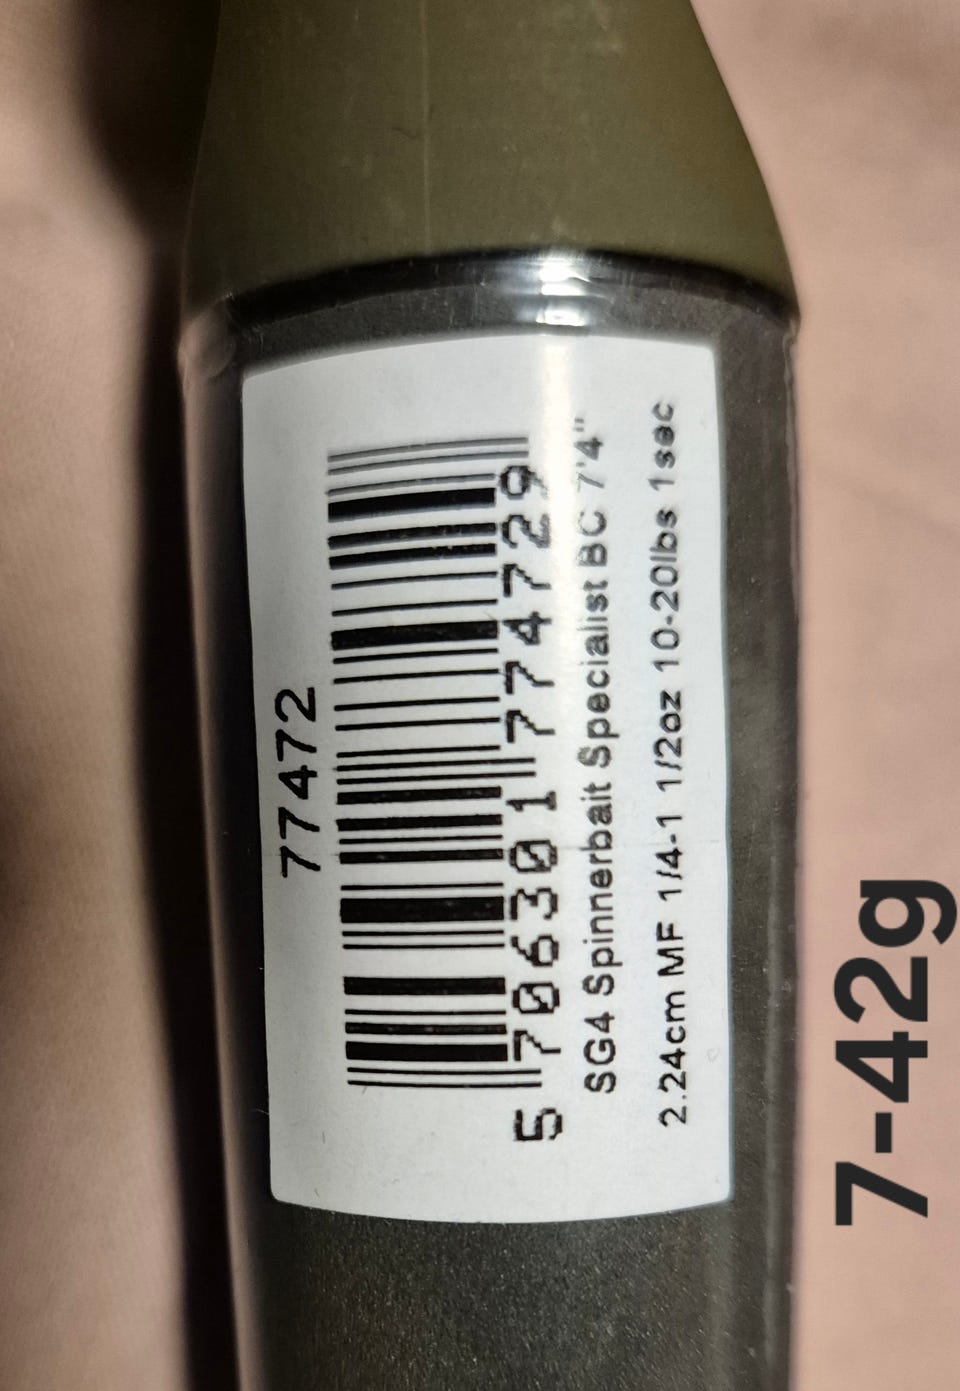 77472
5 706301 774729
SG4 Spinnerbait Specialist BC 7'4"
2.24cm MF 1/4-1 1/2oz 10-20lbs 1sec
7-42g